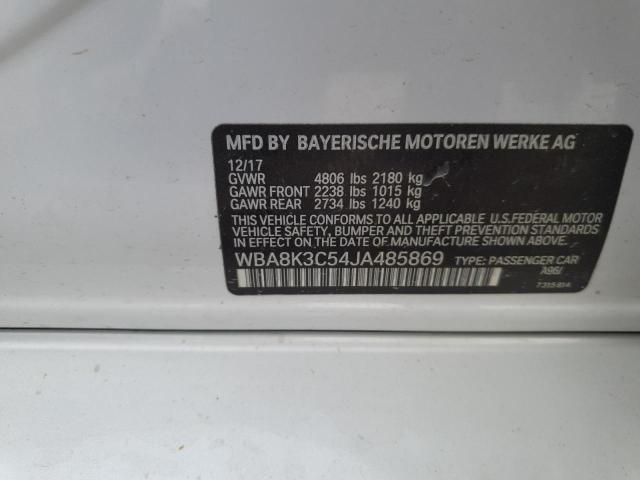 MFD BY BAYERISCHE MOTOREN WERKE AG
12/17
GVWR 4806 lbs 2180 kg
GAWR FRONT 2238 lbs 1015 kg
GAWR REAR 2734 lbs 1240 kg
THIS VEHICLE CONFORMS TO ALL APPLICABLE U.S.FEDERAL MOTOR
VEHICLE SAFETY, BUMPER AND THEFT PREVENTION STANDARDS
IN EFFECT ON THE DATE OF MANUFACTURE SHOWN ABOVE.
WBA8K3C54JA485869 TYPE: PASSENGER CAR
A96/
7315814